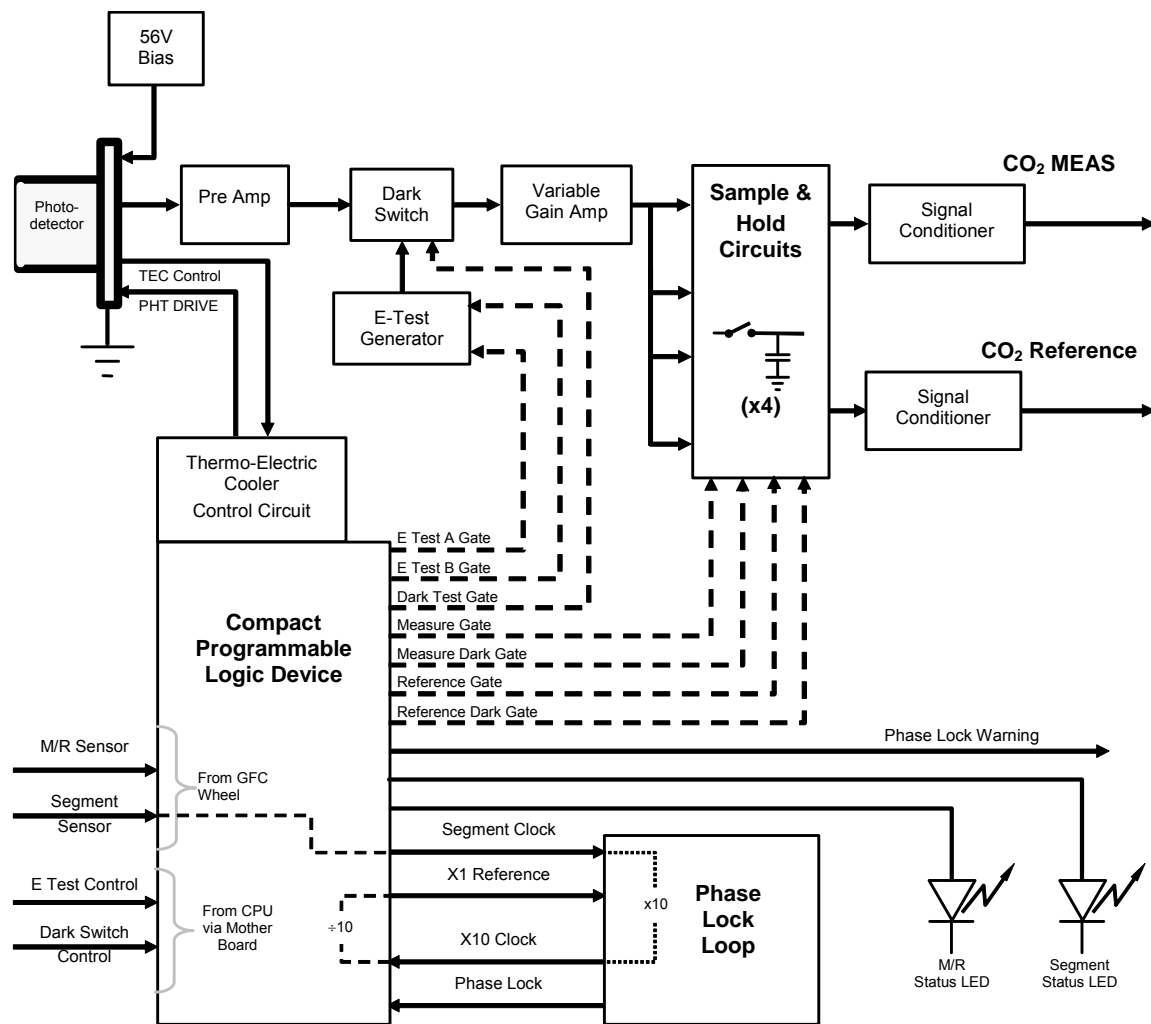 56V
Bias
CO₂ MEAS
Photo-
detector
Pre Amp
Dark
Switch
Variable
Gain Amp
Sample &
Hold
Circuits
(x4)
Signal
Conditioner
TEC Control
PHT DRIVE
E-Test
Generator
CO₂ Reference
Signal
Conditioner
Thermo-Electric
Cooler
Control Circuit
E Test A Gate
E Test B Gate
Dark Test Gate
Measure Gate
Measure Dark Gate
Reference Gate
Reference Dark Gate
Compact
Programmable
Logic Device
M/R Sensor
Segment
Sensor
From GFC
Wheel
Phase Lock Warning
E Test Control
Dark Switch
Control
From CPU
via Mother
Board
÷10
Segment Clock
X1 Reference
X10 Clock
Phase Lock
x10
Phase
Lock
Loop
M/R
Status LED
Segment
Status LED